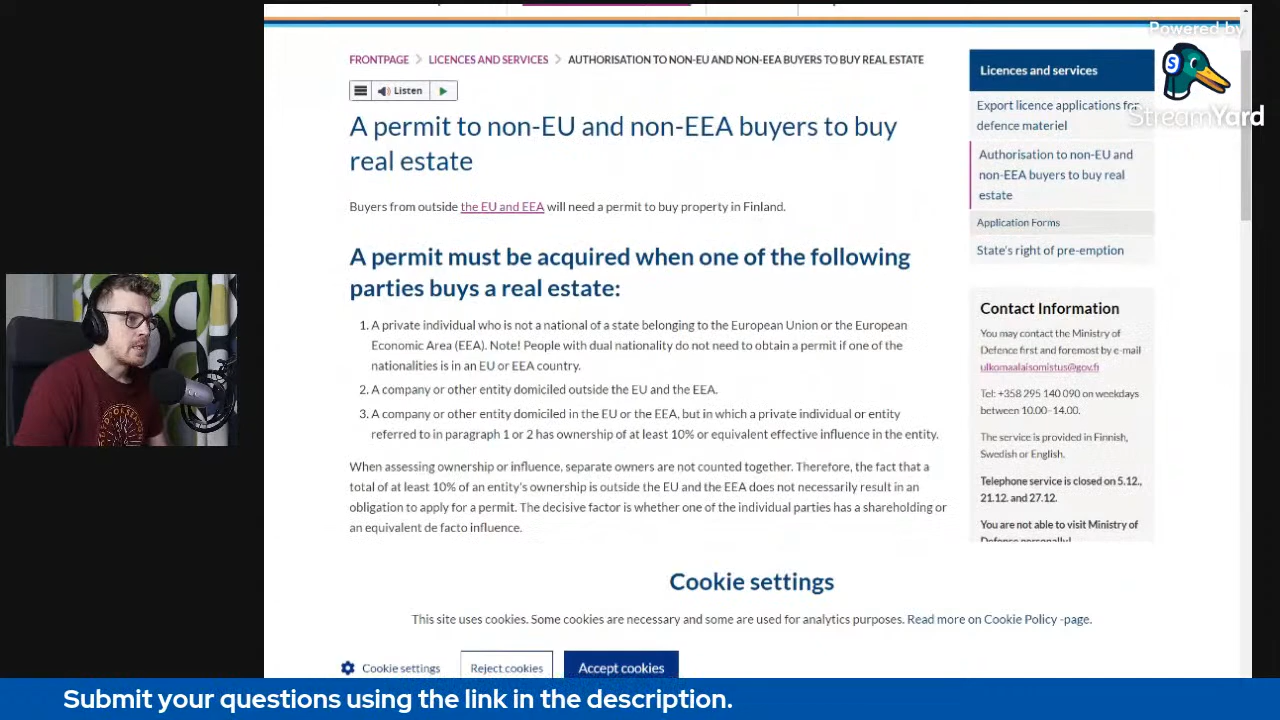 Powered by
StreamYard
FRONTPAGE > LICENCES AND SERVICES > AUTHORISATION TO NON-EU AND NON-EEA BUYERS TO BUY REAL ESTATE
Listen
A permit to non-EU and non-EEA buyers to buy
real estate
Buyers from outside the EU and EEA will need a permit to buy property in Finland.
A permit must be acquired when one of the following
parties buys a real estate:
1. A private individual who is not a national of a state belonging to the European Union or the European
Economic Area (EEA). Note! People with dual nationality do not need to obtain a permit if one of the
nationalities is in an EU or EEA country.
2. A company or other entity domiciled outside the EU and the EEA.
3. A company or other entity domiciled in the EU or the EEA, but in which a private individual or entity
referred to in paragraph 1 or 2 has ownership of at least 10% or equivalent effective influence in the entity.
When assessing ownership or influence, separate owners are not counted together. Therefore, the fact that a
total of at least 10% of an entity's ownership is outside the EU and the EEA does not necessarily result in an
obligation to apply for a permit. The decisive factor is whether one of the individual parties has a shareholding or
an equivalent de facto influence.
Licences and services
Export licence applications for
defence materiel
Authorisation to non-EU and
non-EEA buyers to buy real
estate
Application Forms
State's right of pre-emption
Contact Information
You may contact the Ministry of
Defence first and foremost by e-mail
ulkomaalaisomistus@gov.fi
Tel: +358 295 140 090 on weekdays
between 10.00–14.00.
The service is provided in Finnish,
Swedish or English.
Telephone service is closed on 5.12.,
21.12. and 27.12.
You are not able to visit Ministry of
Defence personally!
Cookie settings
This site uses cookies. Some cookies are necessary and some are used for analytics purposes. Read more on Cookie Policy -page.
Cookie settings
Reject cookies
Accept cookies
Submit your questions using the link in the description.